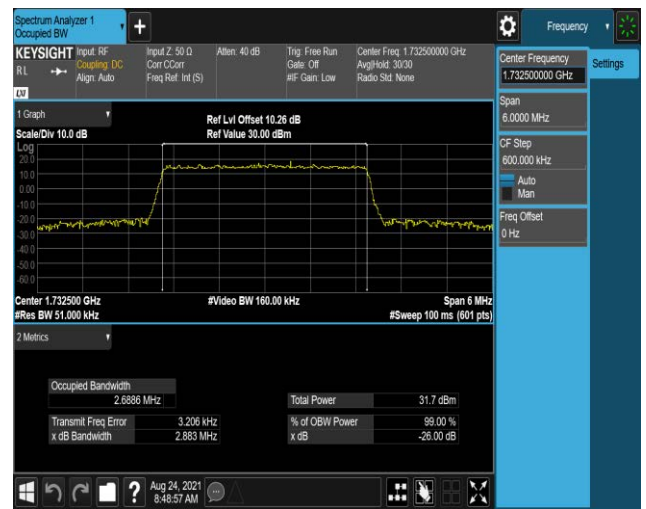 Spectrum Analyzer 1
Occupied BW
+
Frequency
KEYSIGHT
RL
LXI
Input: RF
Coupling: DC
Align: Auto
Input Z: 50 Ω
Corr CCorr
Freq Ref: Int (S)
Atten: 40 dB
Trig: Free Run
Gate: Off
#IF Gain: Low
Center Freq: 1.732500000 GHz
Avg|Hold: 30/30
Radio Std: None
Center Frequency
1.732500000 GHz
Settings
Span
6.0000 MHz
CF Step
600.000 kHz
Auto
Man
Freq Offset
0 Hz
1 Graph
Scale/Div 10.0 dB
Ref Lvl Offset 10.26 dB
Ref Value 30.00 dBm
Log
20.0
10.0
0.00
-10.0
-20.0
-30.0
-40.0
-50.0
-60.0
Center 1.732500 GHz
#Video BW 160.00 kHz
Span 6 MHz
#Res BW 51.000 kHz
#Sweep 100 ms (601 pts)
2 Metrics
Occupied Bandwidth
2.6886 MHz
Total Power 31.7 dBm
Transmit Freq Error 3.206 kHz
% of OBW Power 99.00 %
x dB Bandwidth 2.883 MHz
x dB -26.00 dB
?
Aug 24, 2021
8:48:57 AM